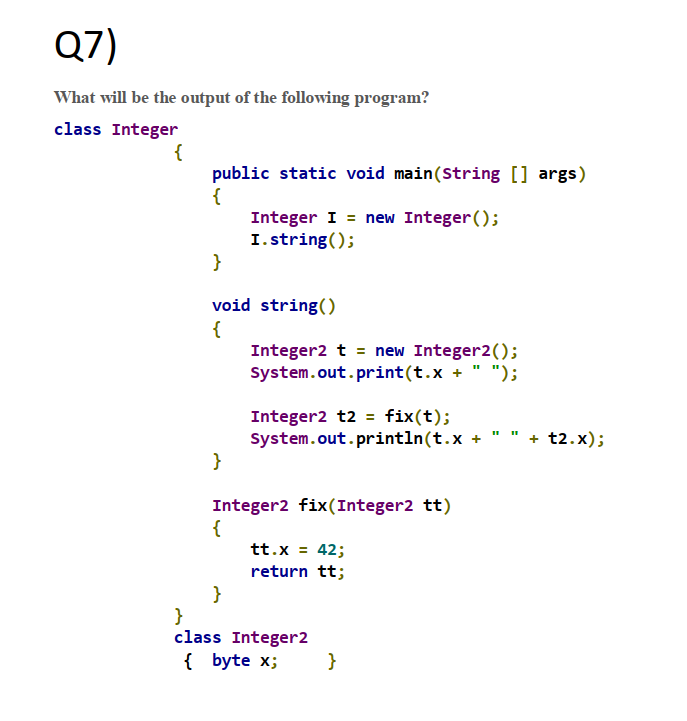 Q7)
What will be the output of the following program?
class Integer
{
public static void main(String [] args)
{
Integer I = new Integer();
I.string();
}
void string()
{
Integer2 t = new Integer2();
System.out.print(t.x + " ");
Integer2 t2 = fix(t);
System.out.println(t.x + " " + t2.x);
}
Integer2 fix(Integer2 tt)
{
tt.x = 42;
return tt;
}
}
class Integer2
{ byte x; }